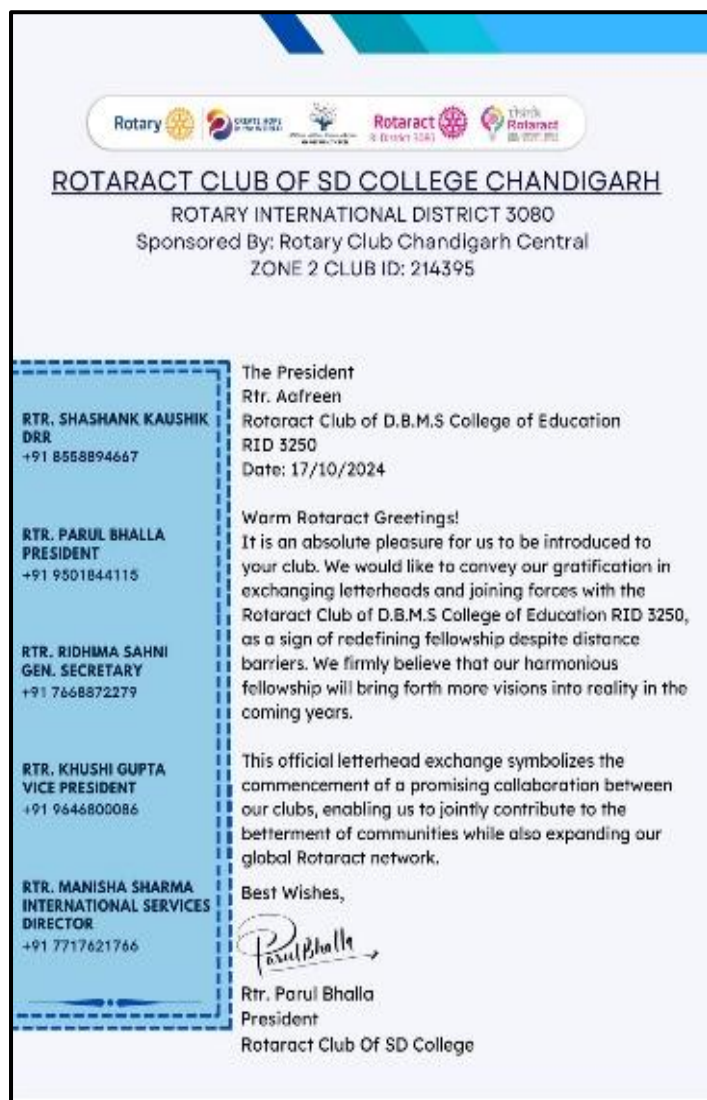 Rotary
CREATE HOPE
in the WORLD
Rotaract
RI District 3080
Rotaract
ROTARACT CLUB OF SD COLLEGE CHANDIGARH
ROTARY INTERNATIONAL DISTRICT 3080
Sponsored By: Rotary Club Chandigarh Central
ZONE 2 CLUB ID: 214395
RTR. SHASHANK KAUSHIK
DRR
+91 8558894667
RTR. PARUL BHALLA
PRESIDENT
+91 9501844115
RTR. RIDHIMA SAHNI
GEN. SECRETARY
+91 7668872279
RTR. KHUSHI GUPTA
VICE PRESIDENT
+91 9646800086
RTR. MANISHA SHARMA
INTERNATIONAL SERVICES
DIRECTOR
+91 7717621766
The President
Rtr. Aafreen
Rotaract Club of D.B.M.S College of Education
RID 3250
Date: 17/10/2024
Warm Rotaract Greetings!
It is an absolute pleasure for us to be introduced to
your club. We would like to convey our gratification in
exchanging letterheads and joining forces with the
Rotaract Club of D.B.M.S College of Education RID 3250,
as a sign of redefining fellowship despite distance
barriers. We firmly believe that our harmonious
fellowship will bring forth more visions into reality in the
coming years.
This official letterhead exchange symbolizes the
commencement of a promising collaboration between
our clubs, enabling us to jointly contribute to the
betterment of communities while also expanding our
global Rotaract network.
Best Wishes,
Parul Bhalla
Rtr. Parul Bhalla
President
Rotaract Club Of SD College